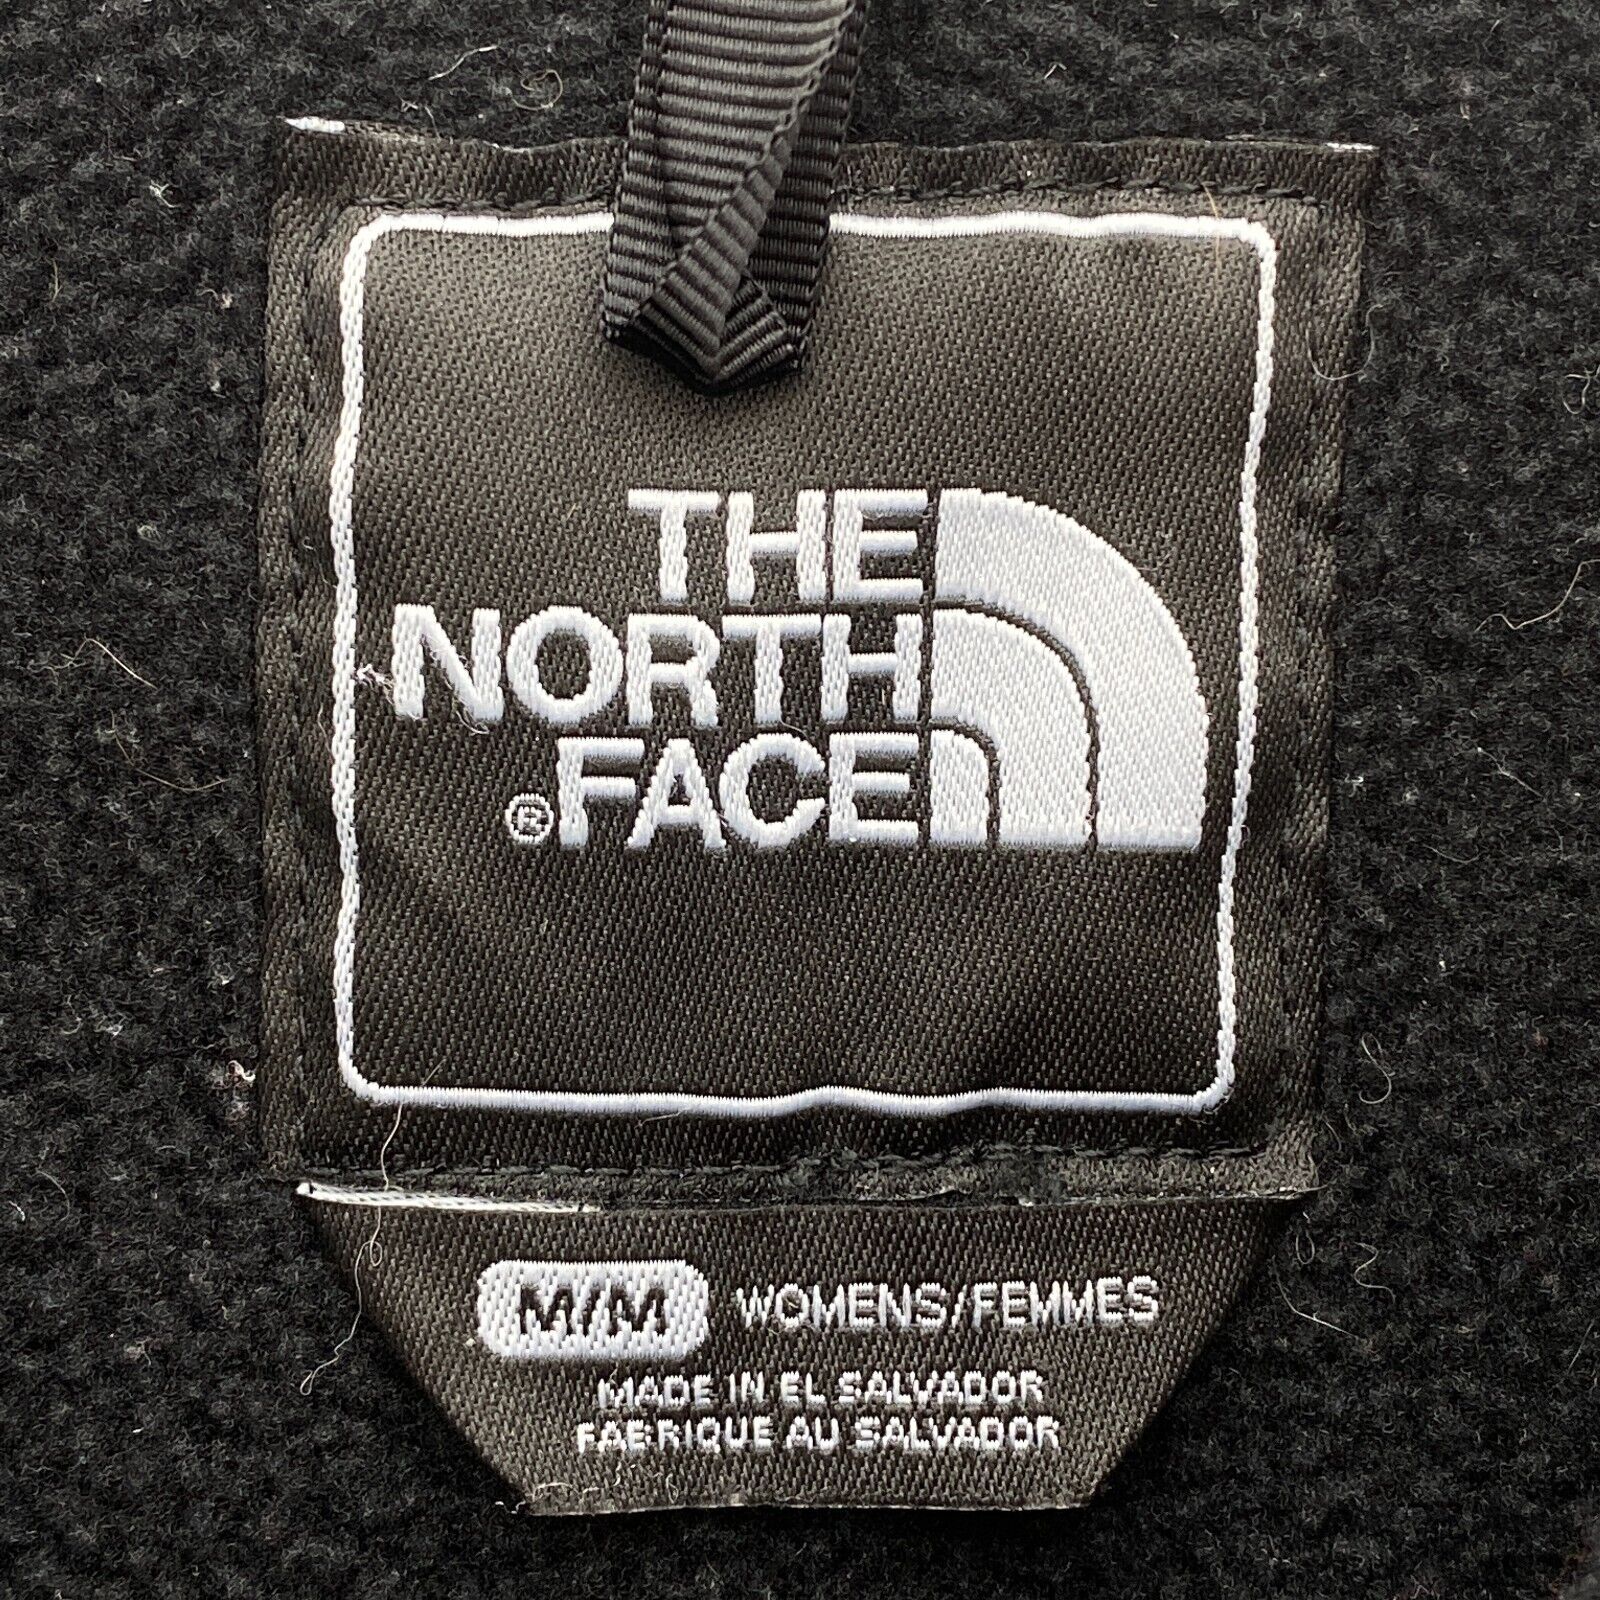 THE
NORTH
®FACE
M/M WOMENS/FEMMES
MADE IN EL SALVADOR
FABRIQUE AU SALVADOR